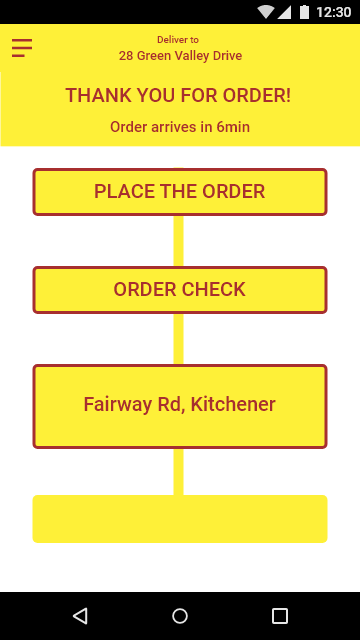 12:30
Deliver to
28 Green Valley Drive
THANK YOU FOR ORDER!
Order arrives in 6min
PLACE THE ORDER
ORDER CHECK
Fairway Rd, Kitchener